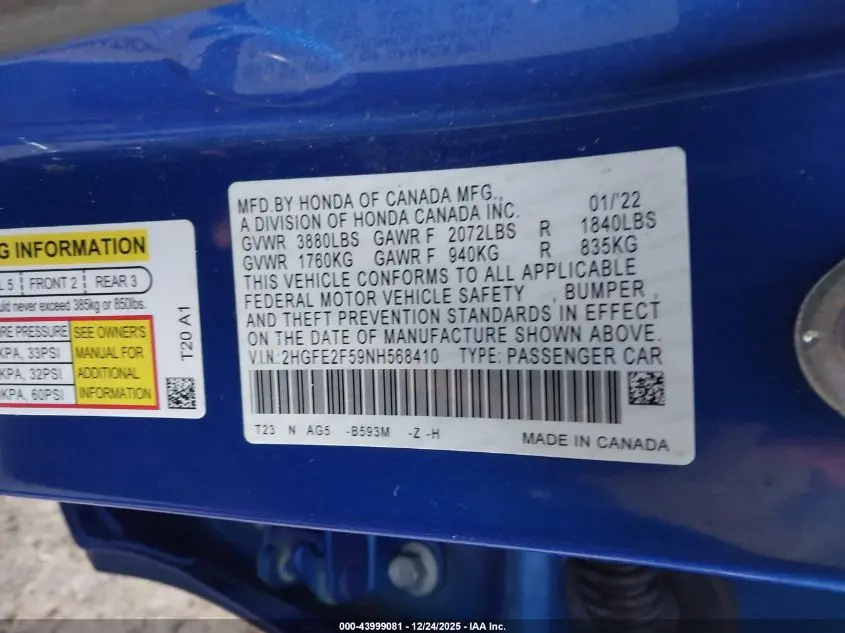 G INFORMATION
L 5 FRONT 2 REAR 3
uld never exceed 385kg or 850lbs.
RE PRESSURE
KPA, 33PSI
KPA, 32PSI
KPA, 60PSI
SEE OWNER'S
MANUAL FOR
ADDITIONAL
INFORMATION
T20 A1
MFD.BY HONDA OF CANADA MFG., 01/'22
A DIVISION OF HONDA CANADA INC.
GVWR 3880LBS GAWR F 2072LBS R 1840LBS
GVWR 1760KG GAWR F 940KG R 835KG
THIS VEHICLE CONFORMS TO ALL APPLICABLE
FEDERAL MOTOR VEHICLE SAFETY , BUMPER ,
AND THEFT PREVENTION STANDARDS IN EFFECT
ON THE DATE OF MANUFACTURE SHOWN ABOVE.
V.I.N.:2HGFE2F59NH568410 TYPE: PASSENGER CAR
T23 N AG5 -B593M -Z -H MADE IN CANADA
000-43999081 - 12/24/2025 - IAA Inc.